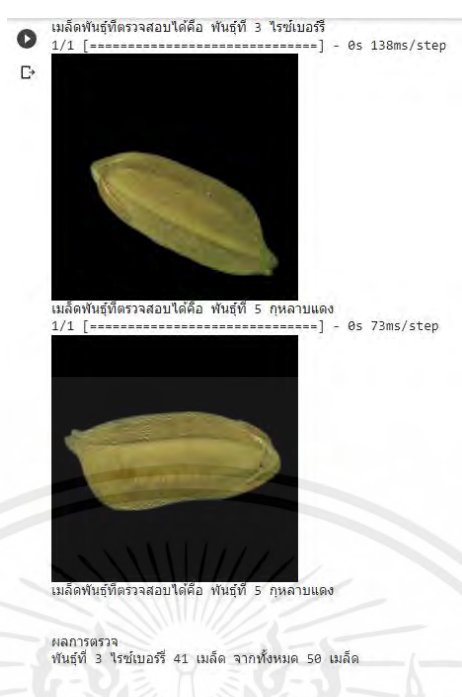 เมล็ดพันธุ์ที่ตรวจสอบได้คือ พันธุ์ที่ 3 ไรซ์เบอร์รี่
1/1 [==============================] - 0s 138ms/step
เมล็ดพันธุ์ที่ตรวจสอบได้คือ พันธุ์ที่ 5 กุหลาบแดง
1/1 [==============================] - 0s 73ms/step
เมล็ดพันธุ์ที่ตรวจสอบได้คือ พันธุ์ที่ 5 กุหลาบแดง
ผลการตรวจ
พันธุ์ที่ 3 ไรซ์เบอร์รี่ 41 เมล็ด จากทั้งหมด 50 เมล็ด